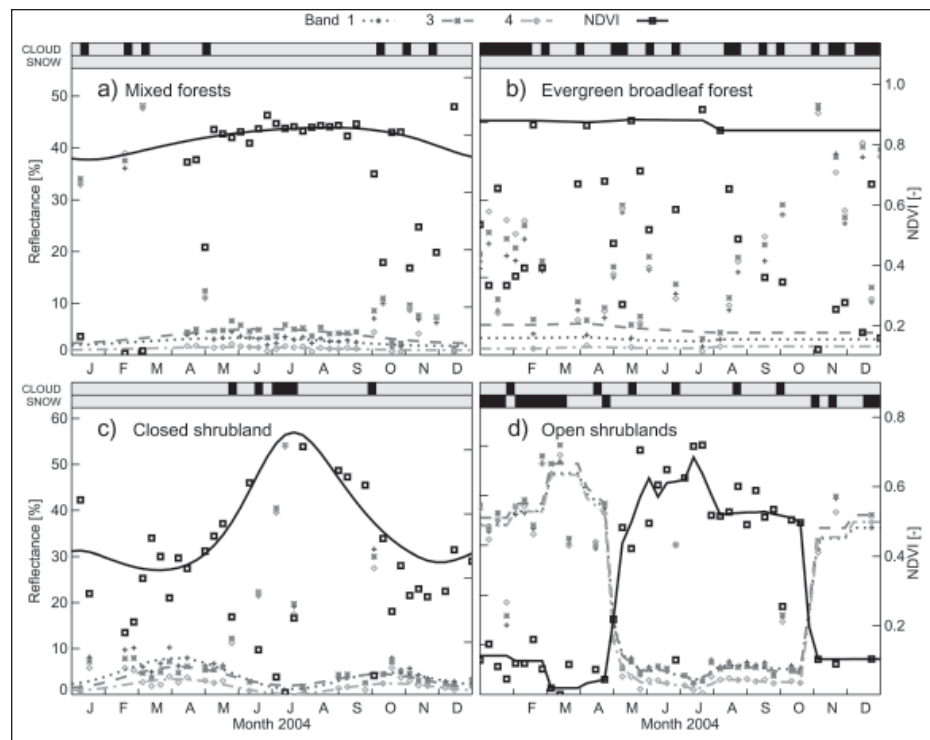 Band 1 3 4 NDVI
CLOUD
SNOW
a) Mixed forests
b) Evergreen broadleaf forest
50
40
30
20
10
0
Reflectance [%]
1.0
0.8
0.6
0.4
0.2
NDVI [-]
J F M A M J J A S O N D
F M A M J J A S O N D
CLOUD
SNOW
c) Closed shrubland
d) Open shrublands
60
50
40
30
20
10
0
Reflectance [%]
0.8
0.6
0.4
0.2
NDVI [-]
J F M A M J J A S O N D
F M A M J J A S O N D
Month 2004
Month 2004